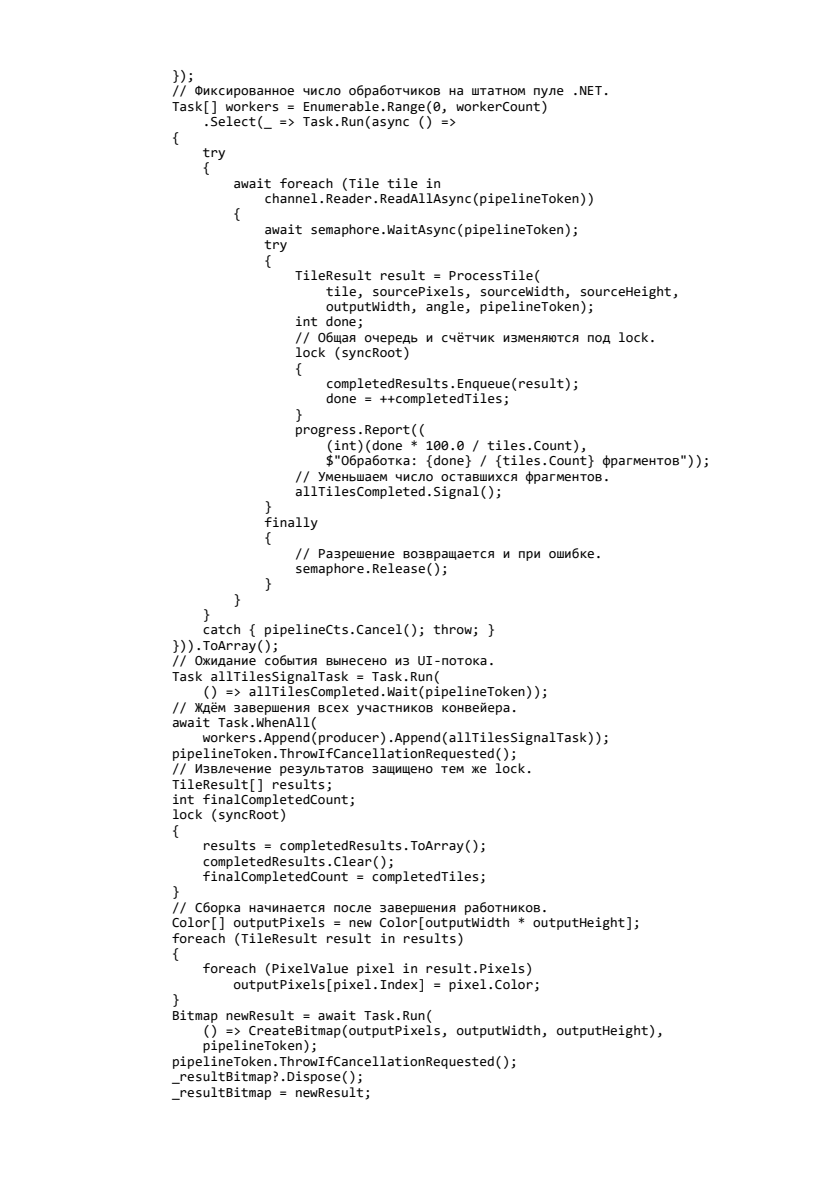 });
// Фиксированное число обработчиков на штатном пуле .NET.
Task[] workers = Enumerable.Range(0, workerCount)
    .Select(_ => Task.Run(async () =>
{
    try
    {
        await foreach (Tile tile in
            channel.Reader.ReadAllAsync(pipelineToken))
        {
            await semaphore.WaitAsync(pipelineToken);
            try
            {
                TileResult result = ProcessTile(
                    tile, sourcePixels, sourceWidth, sourceHeight,
                    outputWidth, angle, pipelineToken);
                int done;
                // Общая очередь и счётчик изменяются под lock.
                lock (syncRoot)
                {
                    completedResults.Enqueue(result);
                    done = ++completedTiles;
                }
                progress.Report((
                    (int)(done * 100.0 / tiles.Count),
                    $"Обработка: {done} / {tiles.Count} фрагментов"));
                // Уменьшаем число оставшихся фрагментов.
                allTilesCompleted.Signal();
            }
            finally
            {
                // Разрешение возвращается и при ошибке.
                semaphore.Release();
            }
        }
    }
    catch { pipelineCts.Cancel(); throw; }
})).ToArray();
// Ожидание события вынесено из UI-потока.
Task allTilesSignalTask = Task.Run(
    () => allTilesCompleted.Wait(pipelineToken));
// Ждём завершения всех участников конвейера.
await Task.WhenAll(
    workers.Append(producer).Append(allTilesSignalTask));
pipelineToken.ThrowIfCancellationRequested();
// Извлечение результатов защищено тем же lock.
TileResult[] results;
int finalCompletedCount;
lock (syncRoot)
{
    results = completedResults.ToArray();
    completedResults.Clear();
    finalCompletedCount = completedTiles;
}
// Сборка начинается после завершения работников.
Color[] outputPixels = new Color[outputWidth * outputHeight];
foreach (TileResult result in results)
{
    foreach (PixelValue pixel in result.Pixels)
        outputPixels[pixel.Index] = pixel.Color;
}
Bitmap newResult = await Task.Run(
    () => CreateBitmap(outputPixels, outputWidth, outputHeight),
    pipelineToken);
pipelineToken.ThrowIfCancellationRequested();
_resultBitmap?.Dispose();
_resultBitmap = newResult;